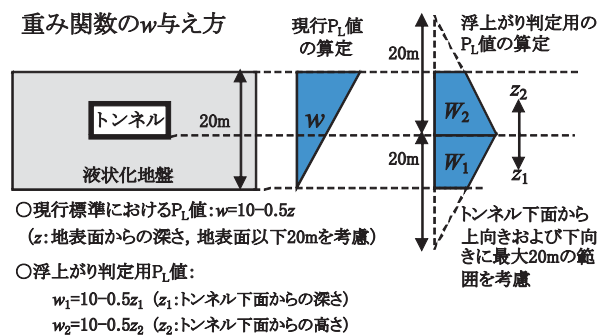 重み関数のw与え方
現行PL値
の算定
浮上がり判定用の
PL値の算定
20m
トンネル
20m
w
W2
z2
液状化地盤
20m
W1
z1
○現行標準におけるPL値：w=10-0.5z
(z：地表面からの深さ，地表面以下20mを考慮)
トンネル下面から
上向きおよび下向
きに最大20mの範
囲を考慮
○浮上がり判定用PL値：
w1=10-0.5z1 (z1：トンネル下面からの深さ)
w2=10-0.5z2 (z2：トンネル下面からの高さ)